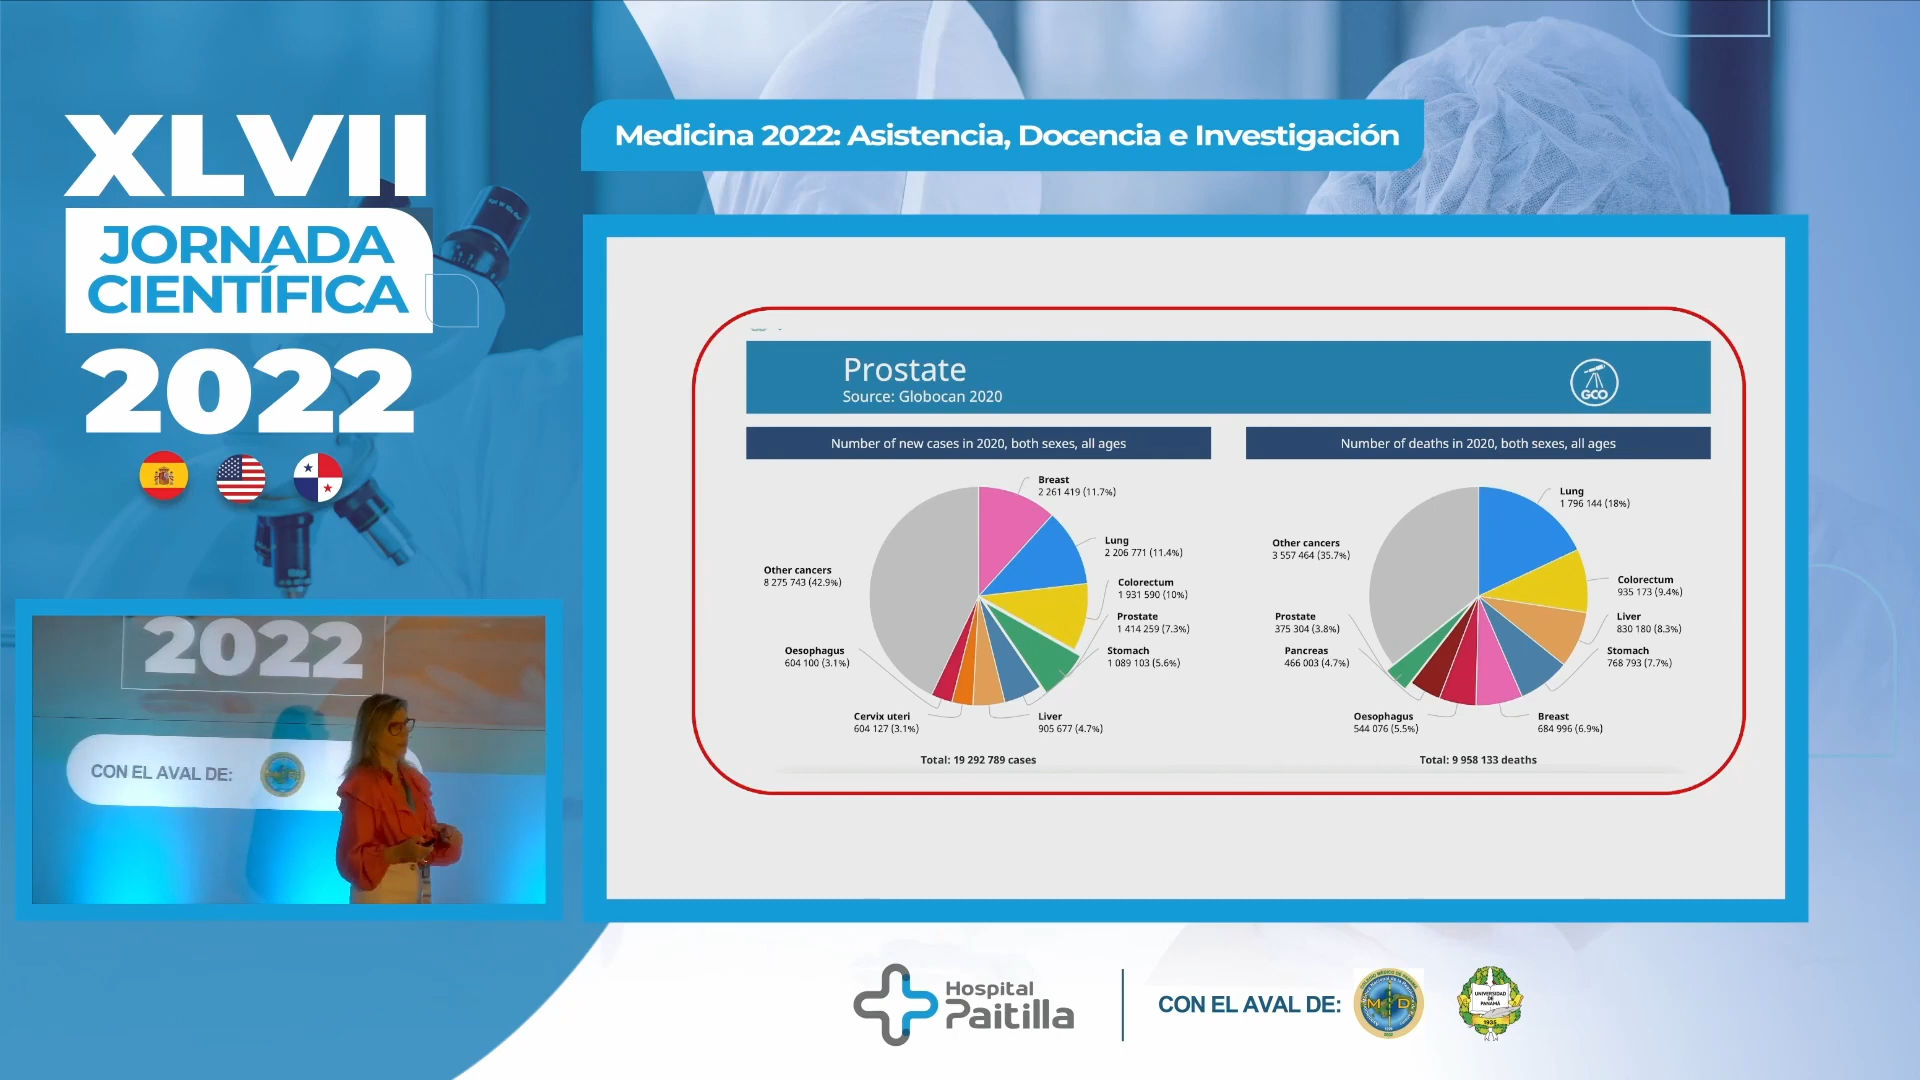 XLVII
JORNADA
CIENTÍFICA
2022
Medicina 2022: Asistencia, Docencia e Investigación
Prostate
Source: Globocan 2020
GCO
Number of new cases in 2020, both sexes, all ages
Breast
2 261 419 (11.7%)
Lung
2 206 771 (11.4%)
Colorectum
1 931 590 (10%)
Prostate
1 414 259 (7.3%)
Stomach
1 089 103 (5.6%)
Liver
905 677 (4.7%)
Cervix uteri
604 127 (3.1%)
Oesophagus
604 100 (3.1%)
Other cancers
8 275 743 (42.9%)
Total: 19 292 789 cases
Number of deaths in 2020, both sexes, all ages
Lung
1 796 144 (18%)
Colorectum
935 173 (9.4%)
Liver
830 180 (8.3%)
Stomach
768 793 (7.7%)
Breast
684 996 (6.9%)
Oesophagus
544 076 (5.5%)
Pancreas
466 003 (4.7%)
Prostate
375 304 (3.8%)
Other cancers
3 557 464 (35.7%)
Total: 9 958 133 deaths
2022
CON EL AVAL DE:
Hospital
Paitilla
CON EL AVAL DE:
M D
UNIVERSIDAD
DE
PANAMÁ
1935